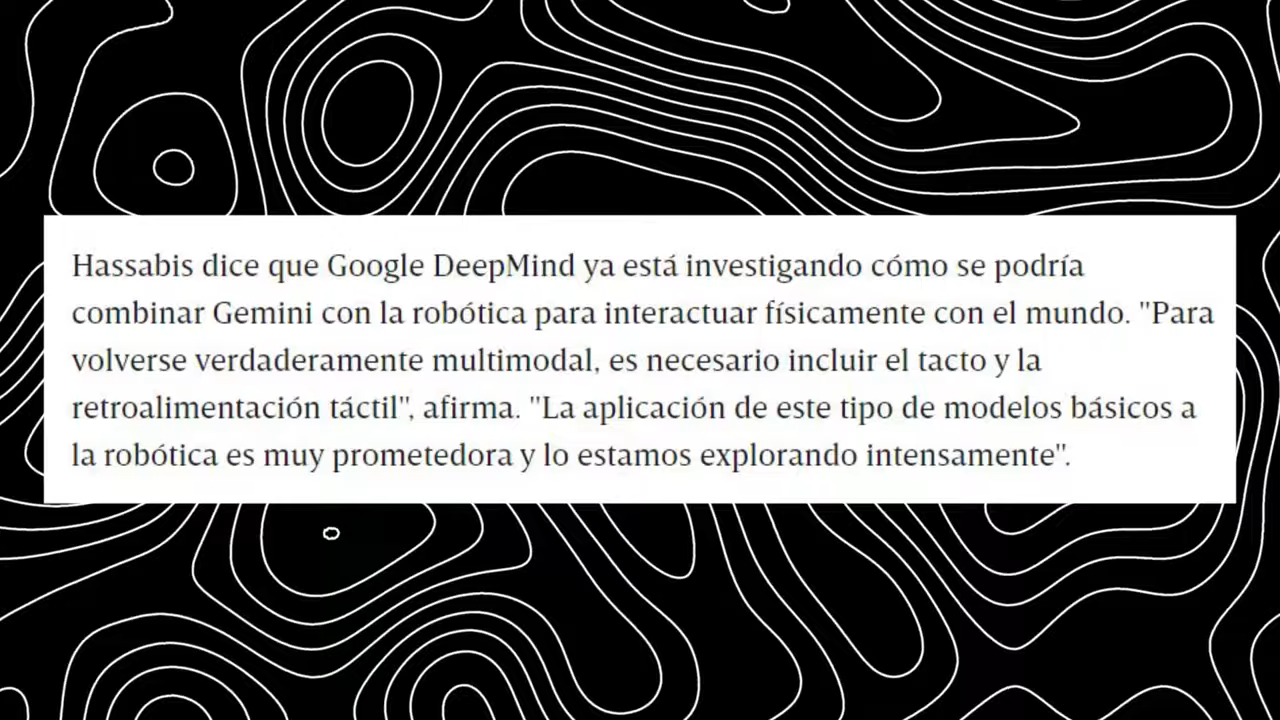 Hassabis dice que Google DeepMind ya está investigando cómo se podría
combinar Gemini con la robótica para interactuar físicamente con el mundo. "Para
volverse verdaderamente multimodal, es necesario incluir el tacto y la
retroalimentación táctil", afirma. "La aplicación de este tipo de modelos básicos a
la robótica es muy prometedora y lo estamos explorando intensamente".